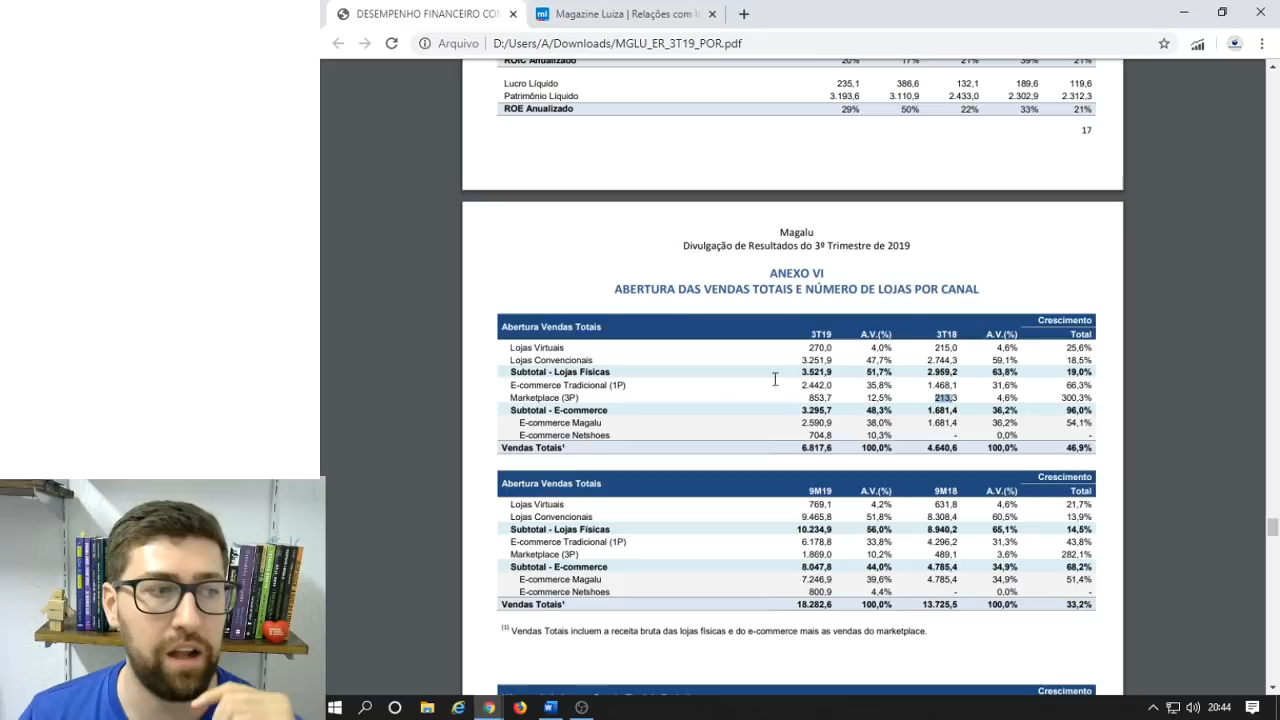 DESEMPENHO FINANCEIRO CON
Magazine Luiza | Relações com I
Arquivo
D:/Users/A/Downloads/MGLU_ER_3T19_POR.pdf
ROIC Anualizado 20% 17% 21% 39% 21%
Lucro Líquido 235,1 386,6 132,1 189,6 119,6
Patrimônio Líquido 3.193,6 3.110,9 2.433,0 2.302,9 2.312,3
ROE Anualizado 29% 50% 22% 33% 21%
17
Magalu
Divulgação de Resultados do 3º Trimestre de 2019
ANEXO VI
ABERTURA DAS VENDAS TOTAIS E NÚMERO DE LOJAS POR CANAL
Crescimento
Abertura Vendas Totais 3T19 A.V.(%) 3T18 A.V.(%) Total
Lojas Virtuais 270,0 4,0% 215,0 4,6% 25,6%
Lojas Convencionais 3.251,9 47,7% 2.744,3 59,1% 18,5%
Subtotal - Lojas Físicas 3.521,9 51,7% 2.959,2 63,8% 19,0%
E-commerce Tradicional (1P) 2.442,0 35,8% 1.468,1 31,6% 66,3%
Marketplace (3P) 853,7 12,5% 213,3 4,6% 300,3%
Subtotal - E-commerce 3.295,7 48,3% 1.681,4 36,2% 96,0%
E-commerce Magalu 2.590,9 38,0% 1.681,4 36,2% 54,1%
E-commerce Netshoes 704,8 10,3% - 0,0% -
Vendas Totais¹ 6.817,6 100,0% 4.640,6 100,0% 46,9%
Crescimento
Abertura Vendas Totais 9M19 A.V.(%) 9M18 A.V.(%) Total
Lojas Virtuais 769,1 4,2% 631,8 4,6% 21,7%
Lojas Convencionais 9.465,8 51,8% 8.308,4 60,5% 13,9%
Subtotal - Lojas Físicas 10.234,9 56,0% 8.940,2 65,1% 14,5%
E-commerce Tradicional (1P) 6.178,8 33,8% 4.296,2 31,3% 43,8%
Marketplace (3P) 1.869,0 10,2% 489,1 3,6% 282,1%
Subtotal - E-commerce 8.047,8 44,0% 4.785,4 34,9% 68,2%
E-commerce Magalu 7.246,9 39,6% 4.785,4 34,9% 51,4%
E-commerce Netshoes 800,9 4,4% - 0,0% -
Vendas Totais¹ 18.282,6 100,0% 13.725,5 100,0% 33,2%
(1) Vendas Totais incluem a receita bruta das lojas físicas e do e-commerce mais as vendas do marketplace.
Crescimento
20:44